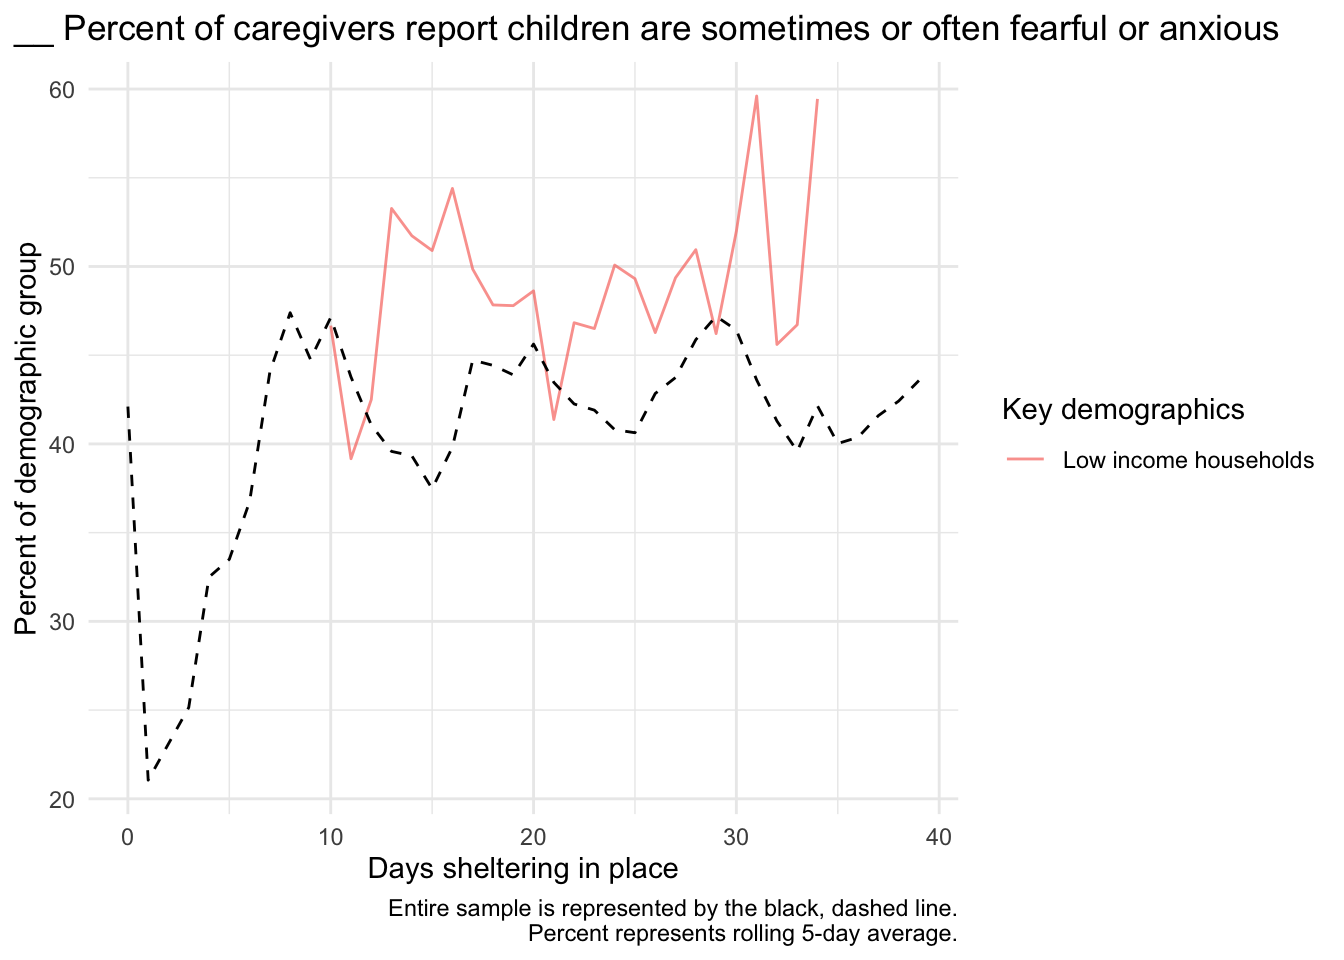 __ Percent of caregivers report children are sometimes or often fearful or anxious
Percent of demographic group
60
50
40
30
20
0 10 20 30 40
Days sheltering in place
Key demographics
Low income households
Entire sample is represented by the black, dashed line.
Percent represents rolling 5-day average.